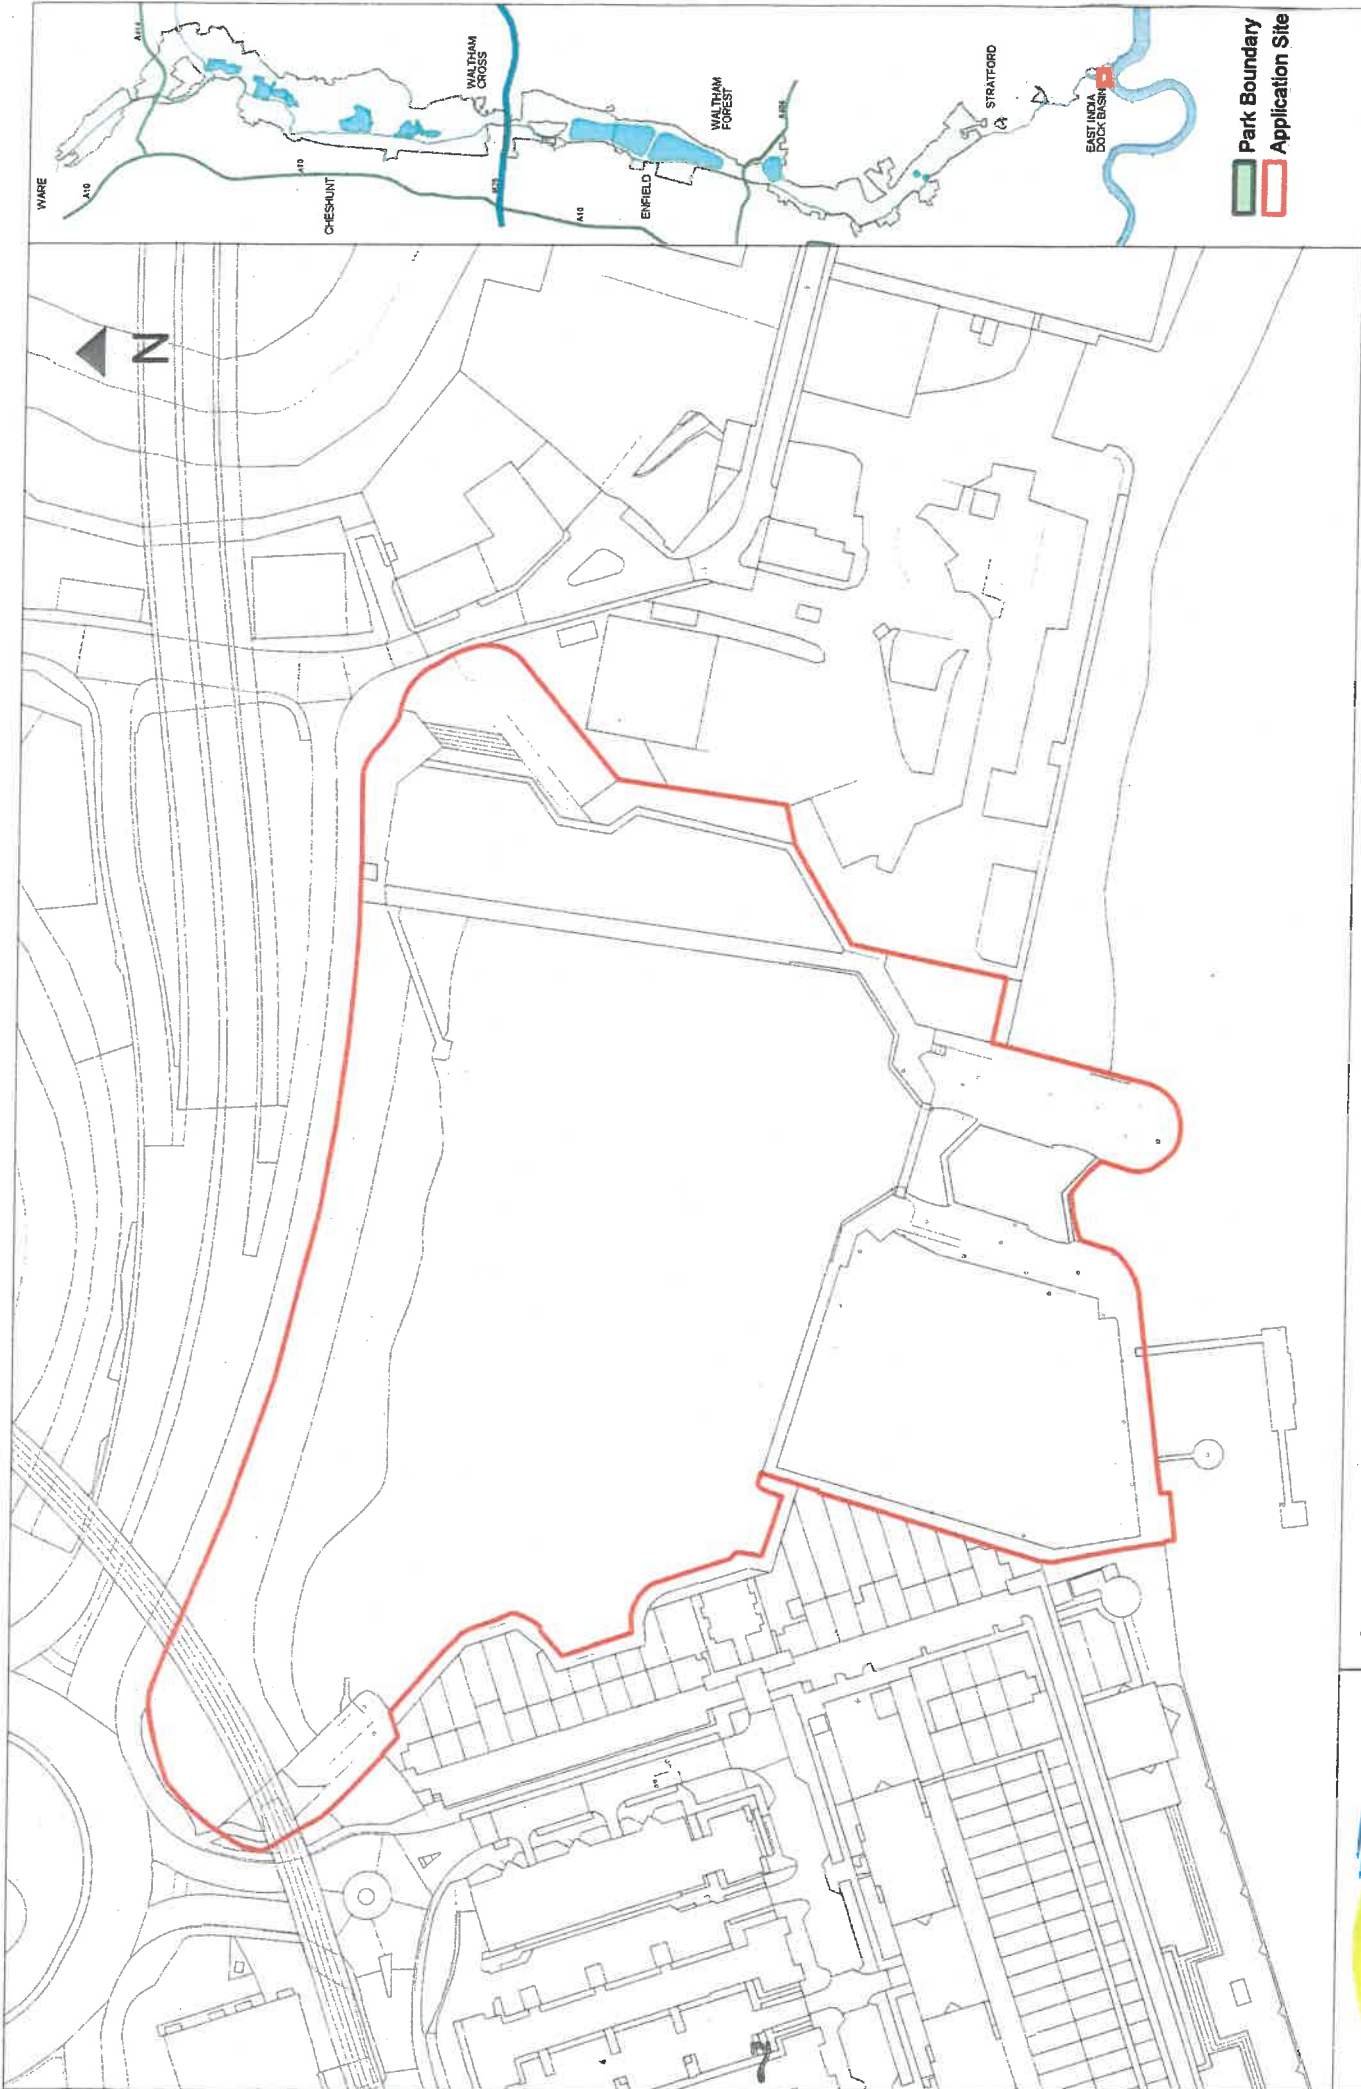 N
WARE
A10
A414
CHESHUNT
A10
WALTHAM
CROSS
M25
A10
ENFIELD
WALTHAM
FOREST
A406
STRATFORD
EAST INDIA
DOCK BASIN
Park Boundary
Application Site